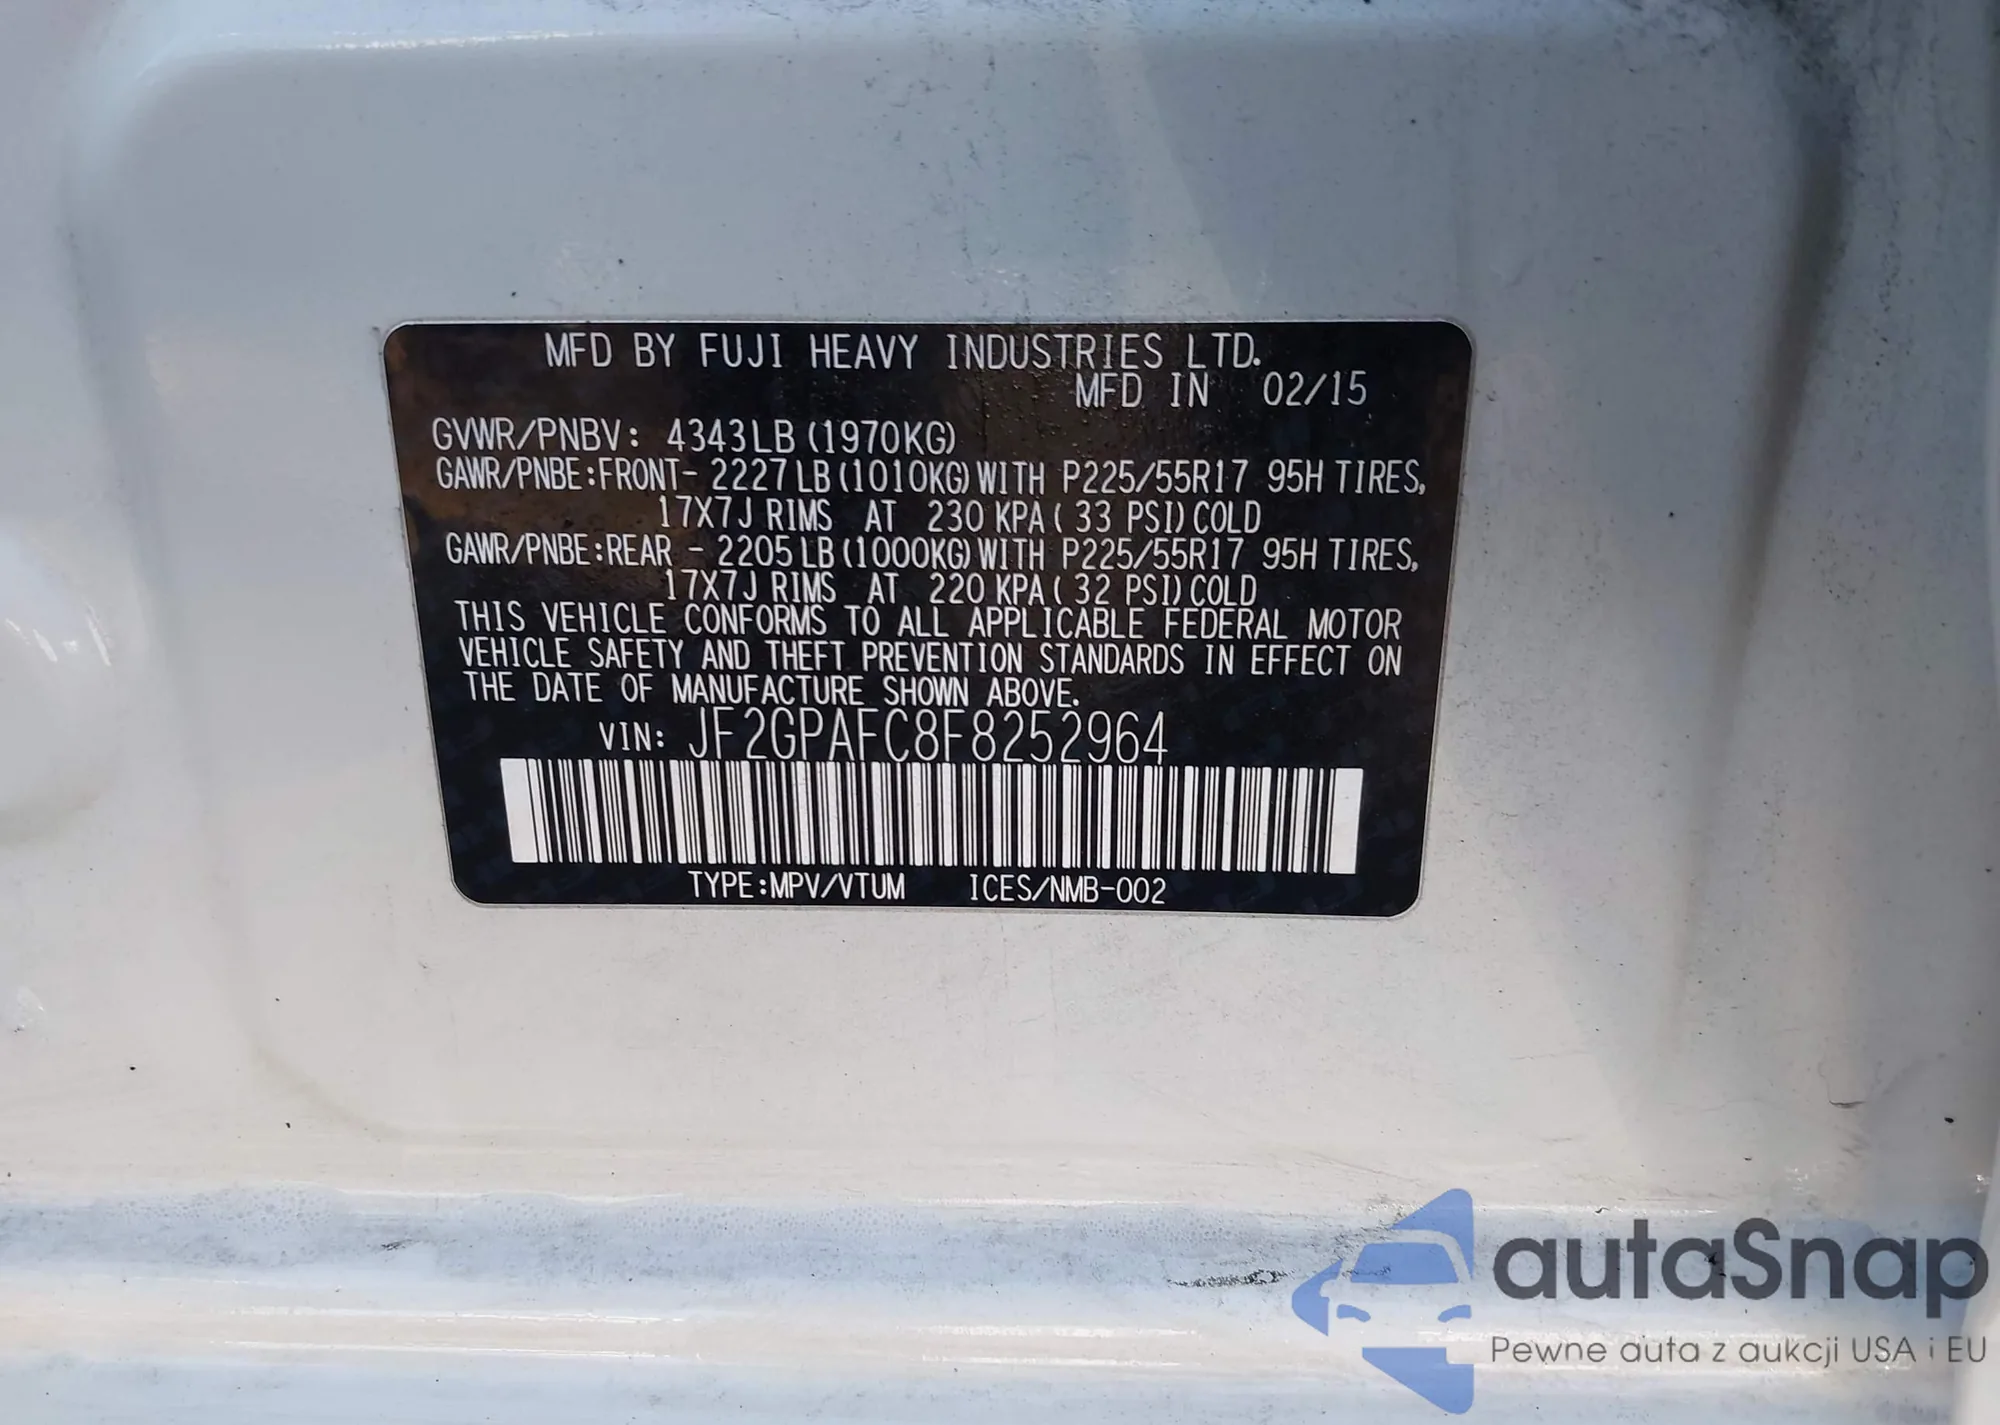 MFD BY FUJI HEAVY INDUSTRIES LTD.
MFD IN 02/15
GVWR/PNBV: 4343LB (1970KG)
GAWR/PNBE:FRONT- 2227LB (1010KG) WITH P225/55R17 95H TIRES,
17X7J RIMS AT 230 KPA( 33 PSI) COLD
GAWR/PNBE:REAR - 2205LB (1000KG) WITH P225/55R17 95H TIRES,
17X7J RIMS AT 220 KPA( 32 PSI) COLD
THIS VEHICLE CONFORMS TO ALL APPLICABLE FEDERAL MOTOR
VEHICLE SAFETY AND THEFT PREVENTION STANDARDS IN EFFECT ON
THE DATE OF MANUFACTURE SHOWN ABOVE.
VIN: JF2GPAFC8F8252964
TYPE:MPV/VTUM ICES/NMB-002
autaSnap
Pewne auta z aukcji USA i EU